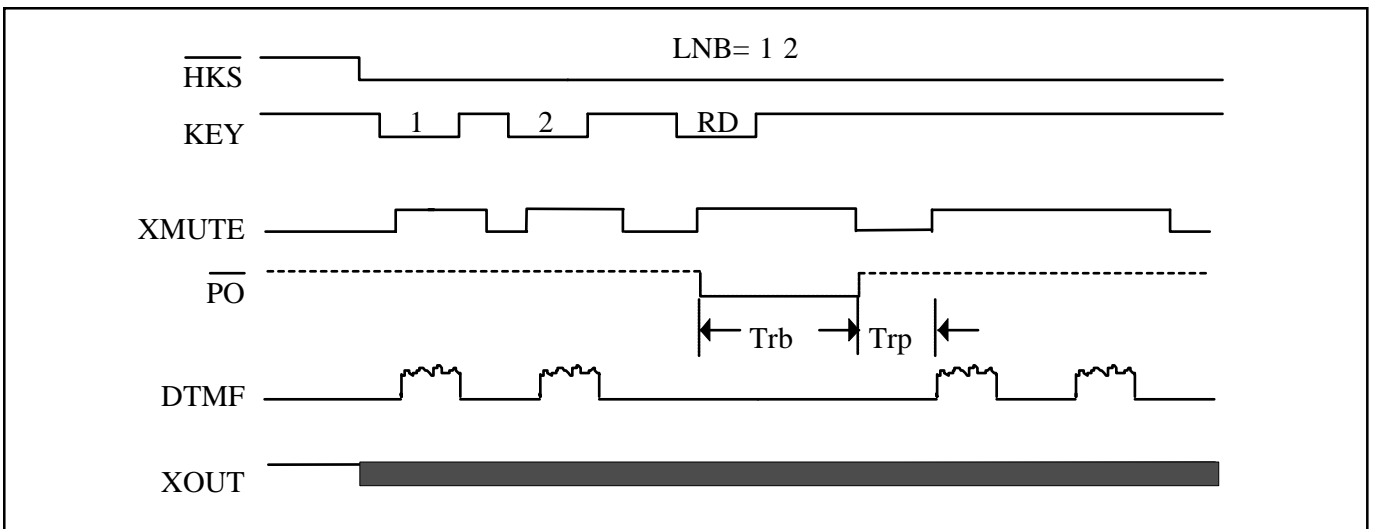 LNB= 1 2
HKS
KEY 1 2 RD
XMUTE
PO
Trb Trp
DTMF
XOUT